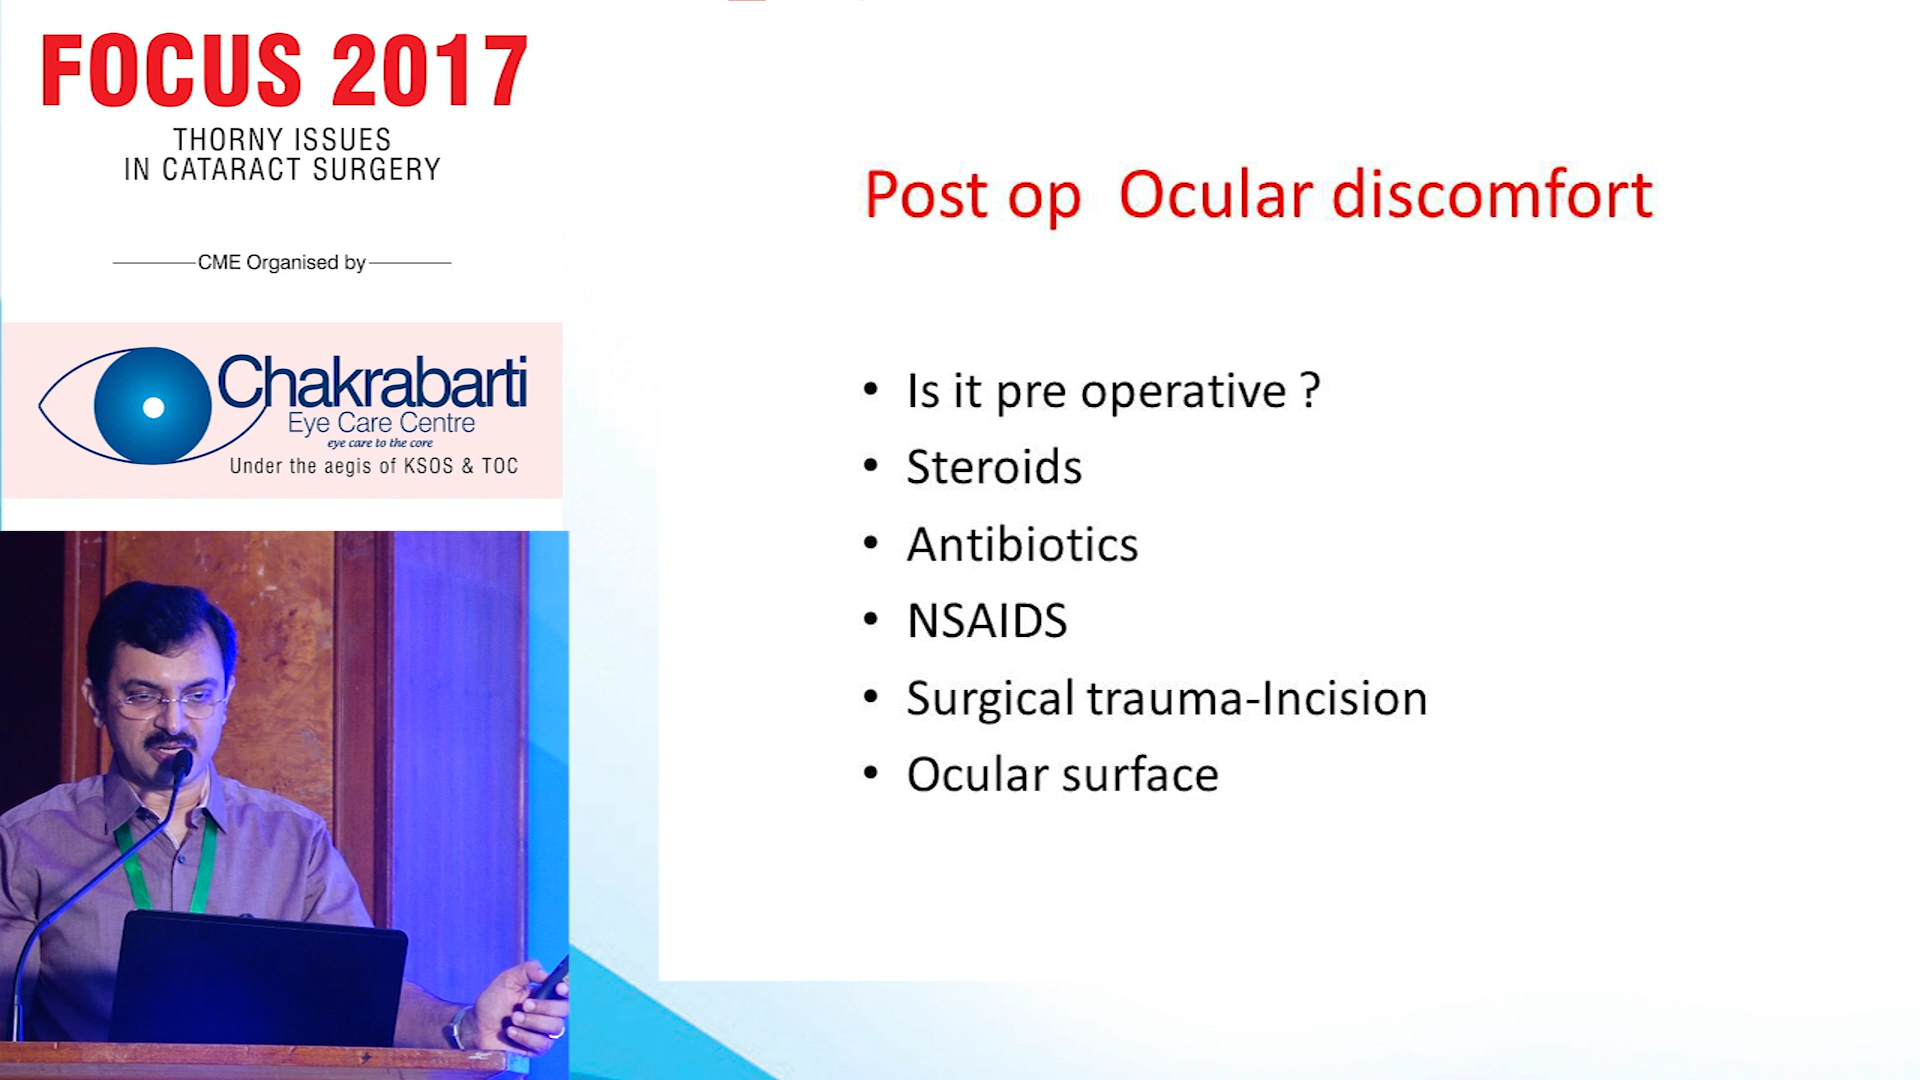 FOCUS 2017
THORNY ISSUES
IN CATARACT SURGERY
CME Organised by
Chakrabarti
Eye Care Centre
eye care to the core
Under the aegis of KSOS & TOC
Post op Ocular discomfort
• Is it pre operative ?
• Steroids
• Antibiotics
• NSAIDS
• Surgical trauma-Incision
• Ocular surface